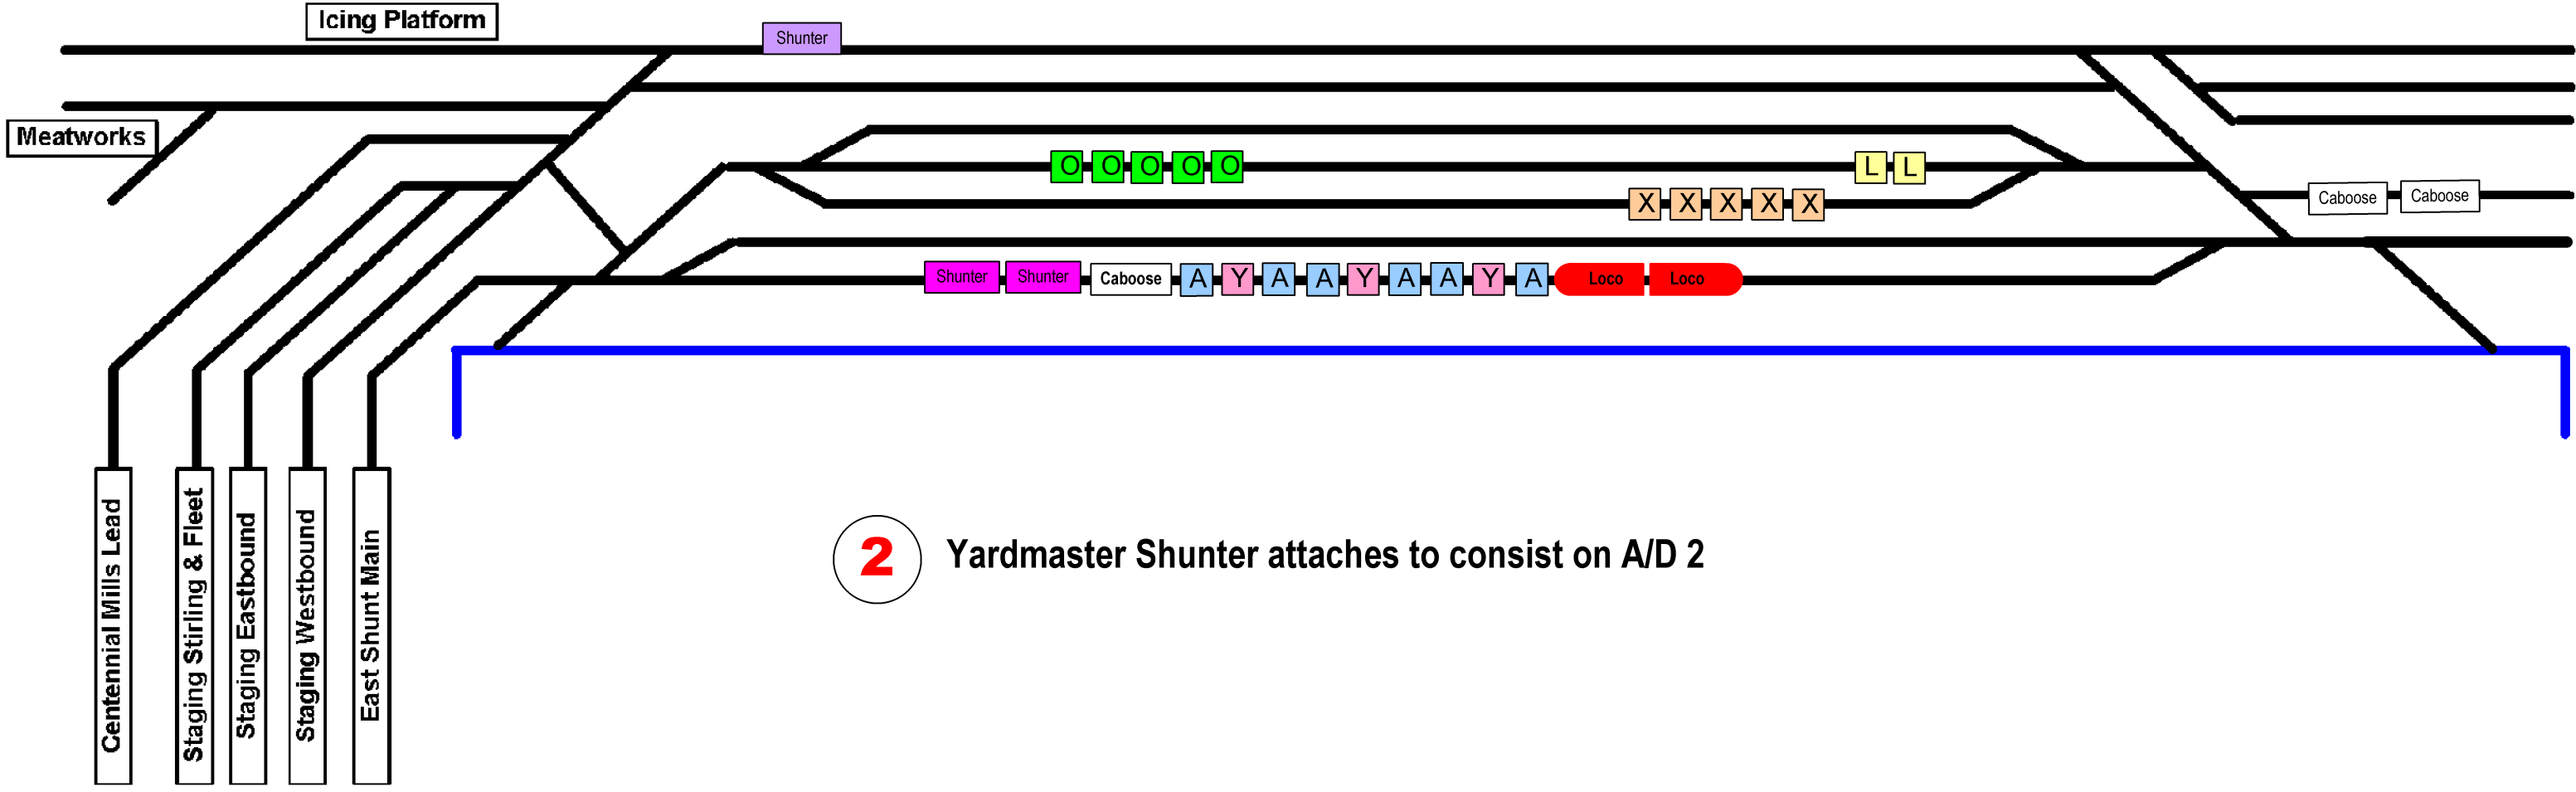 Icing Platform
Shunter
Meatworks
O O O O O L L
X X X X X
Caboose Caboose
Shunter Shunter Caboose A Y A A Y A A Y A Loco Loco
2 Yardmaster Shunter attaches to consist on A/D 2
Centennial Mills Lead
Staging Stirling & Fleet
Staging Eastbound
Staging Westbound
East Shunt Main